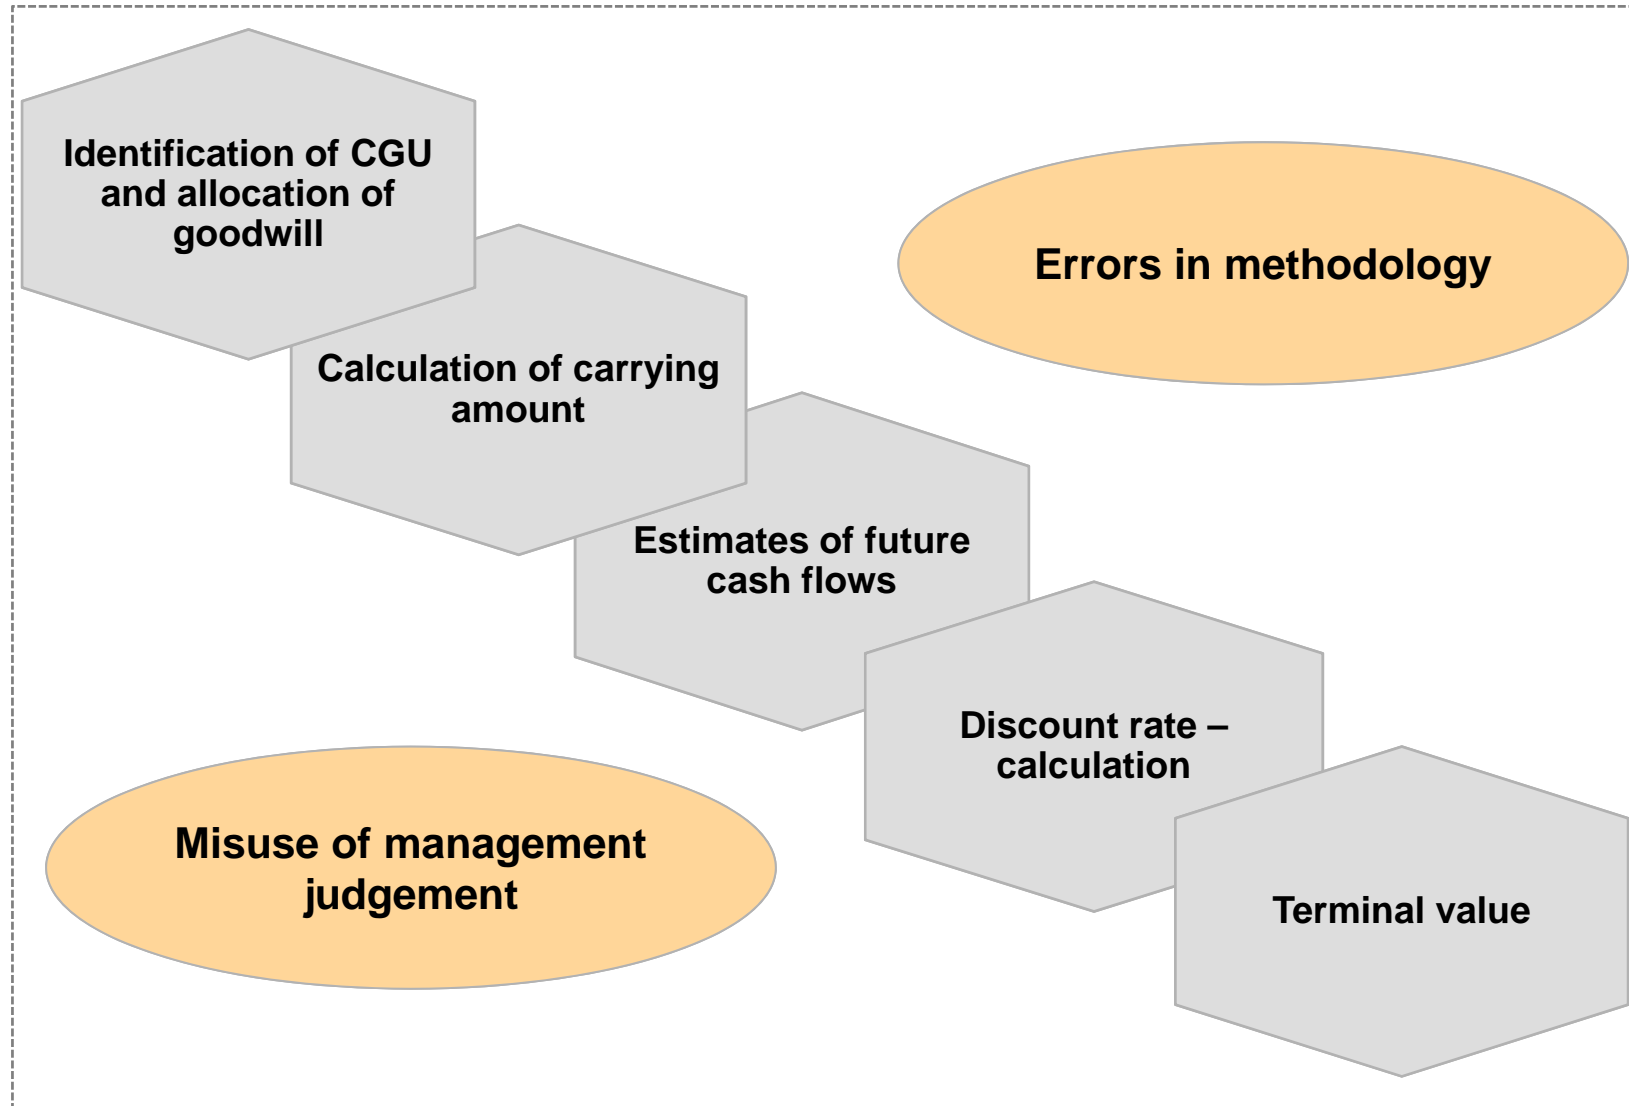 Identification of CGU
and allocation of
goodwill
Errors in methodology
Calculation of carrying
amount
Estimates of future
cash flows
Discount rate –
calculation
Misuse of management
judgement
Terminal value